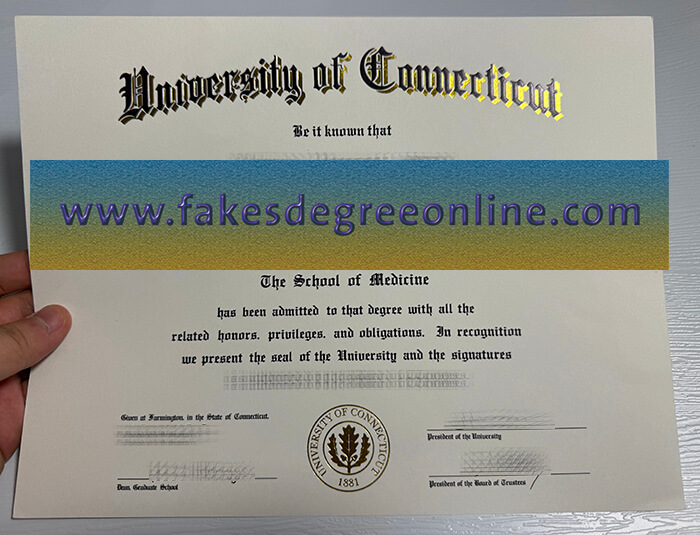 University of Connecticut
Be it known that
www.fakesdegreeonline.com
The School of Medicine
has been admitted to that degree with all the
related honors, privileges, and obligations. In recognition
we present the seal of the University and the signatures
Given at Farmington, in the State of Connecticut,
UNIVERSITY OF CONNECTICUT
1881
President of the University
Dean, Graduate School
President of the Board of Trustees